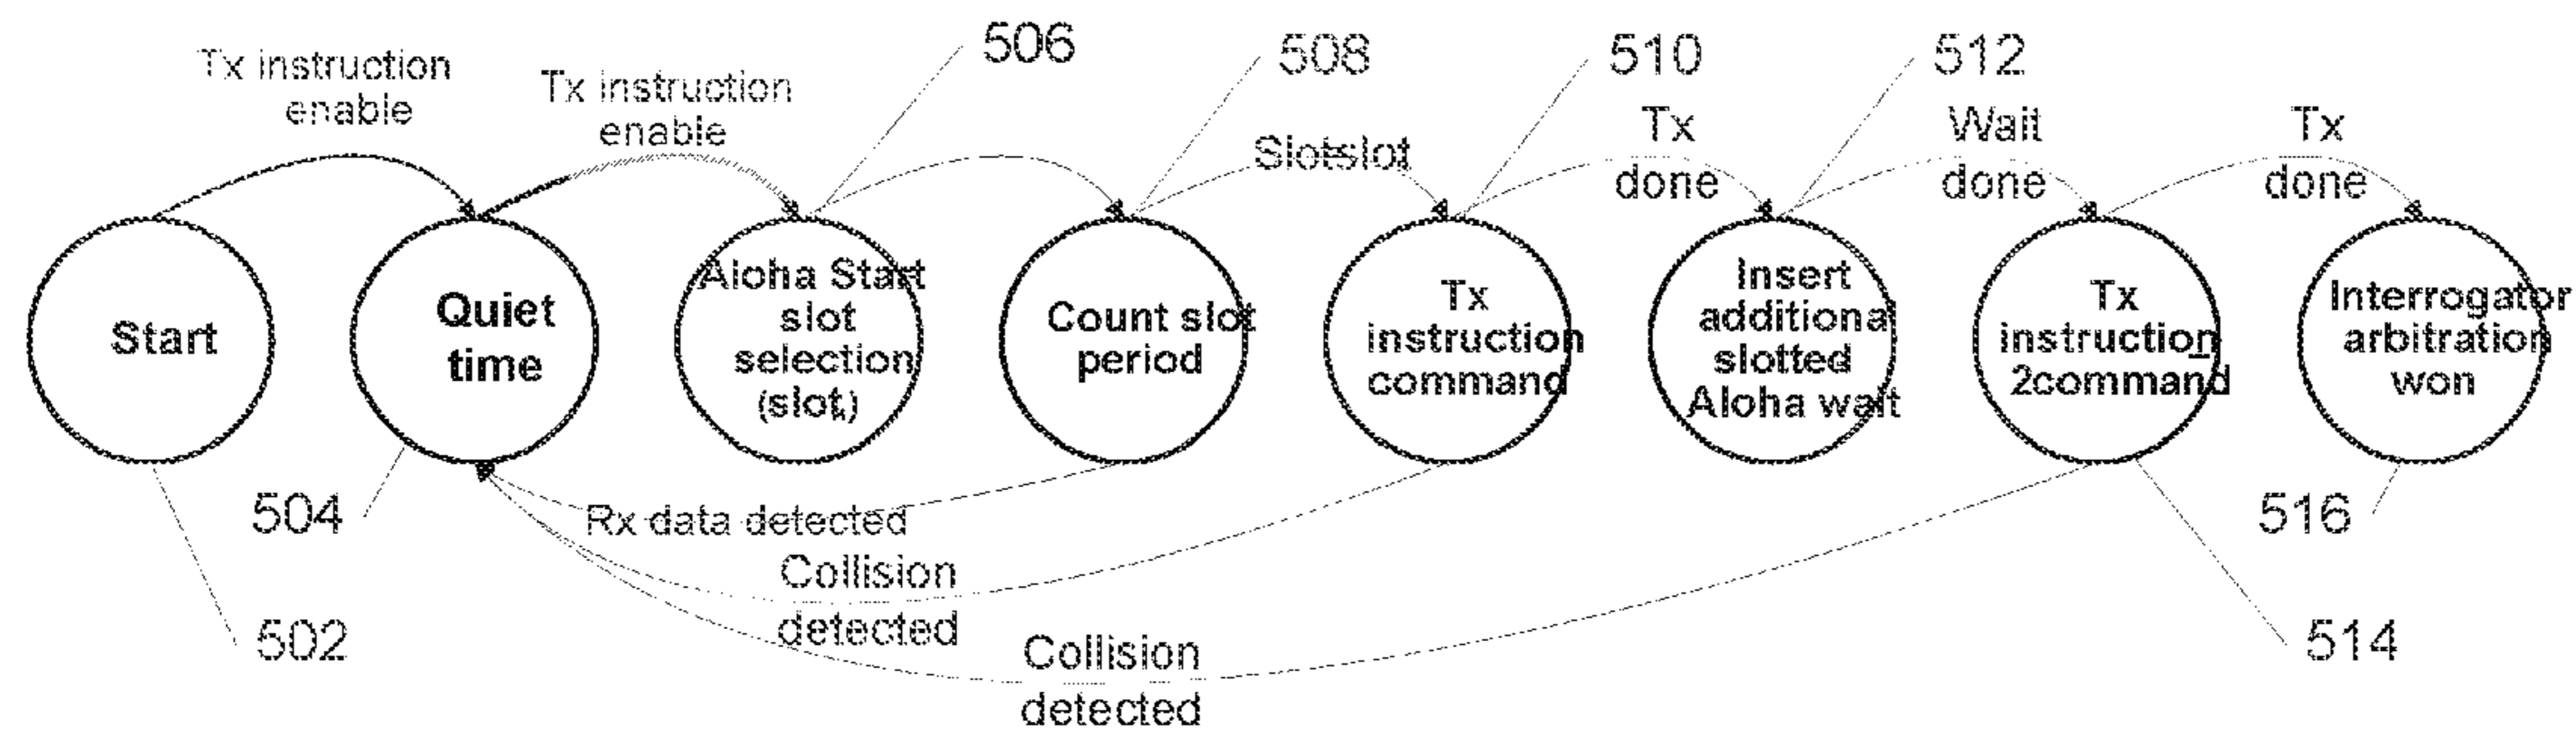 Tx instruction
enable
Tx instruction
enable
506
508
510
512
Slotslot
Tx
done
Wait
done
Tx
done
Start
Quiet
time
Aloha Start
slot
selection
(slot,)
Count slot
period
Tx
instruction
command
Insert
additional
slotted
Aloha wait
Tx
instruction_
2command
Interrogator
arbitration
won
504
502
Rx data detected
Collision
detected
Collision
detected
516
514